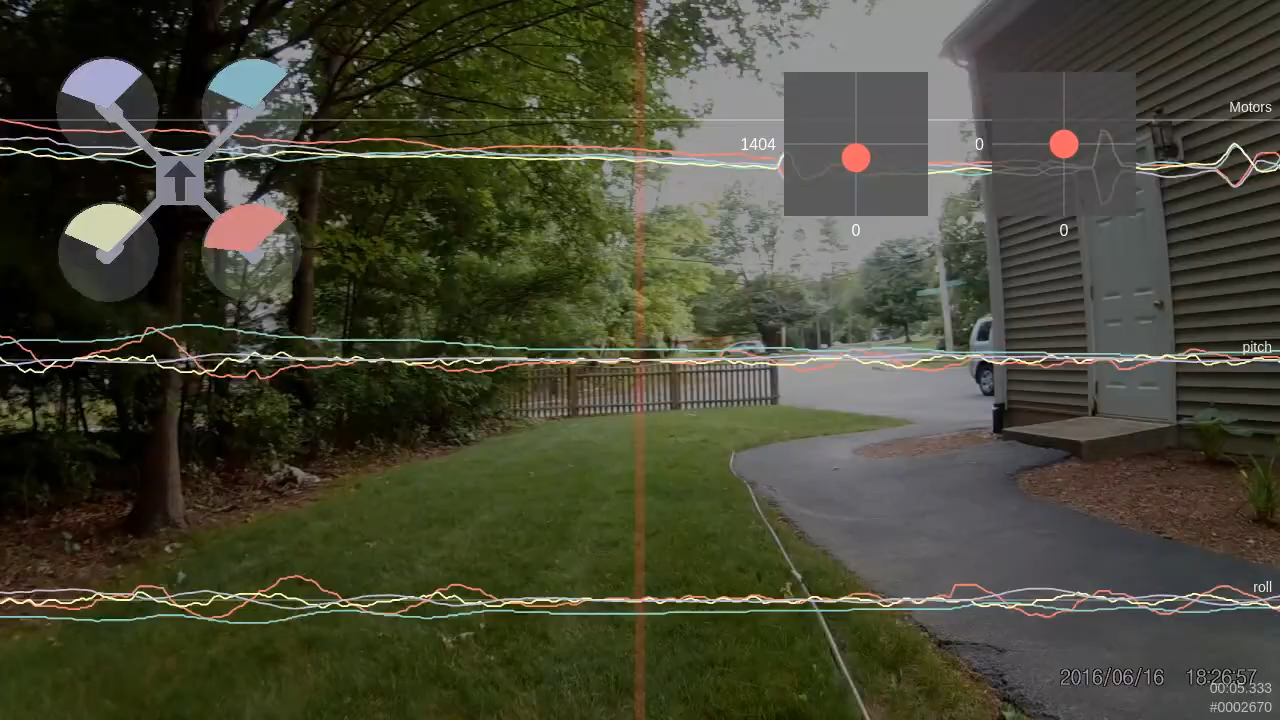 Motors
1404
0
0
0
pitch
roll
2016/06/16 18:26:57
00:05.333
#0002670